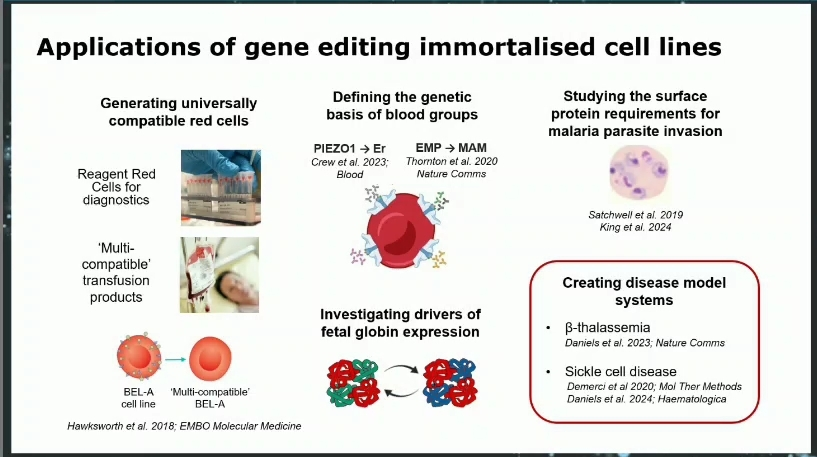 Applications of gene editing immortalised cell lines
Generating universally
compatible red cells
Reagent Red
Cells for
diagnostics
‘Multi-
compatible’
transfusion
products
BEL-A
cell line
‘Multi-compatible’
BEL-A
Hawksworth et al. 2018; EMBO Molecular Medicine
Defining the genetic
basis of blood groups
PIEZO1 → Er
Crew et al. 2023;
Blood
EMP → MAM
Thornton et al. 2020
Nature Comms
Investigating drivers of
fetal globin expression
Studying the surface
protein requirements for
malaria parasite invasion
Satchwell et al. 2019
King et al. 2024
Creating disease model
systems
• β-thalassemia
Daniels et al. 2023; Nature Comms
• Sickle cell disease
Demerci et al 2020; Mol Ther Methods
Daniels et al. 2024; Haematologica